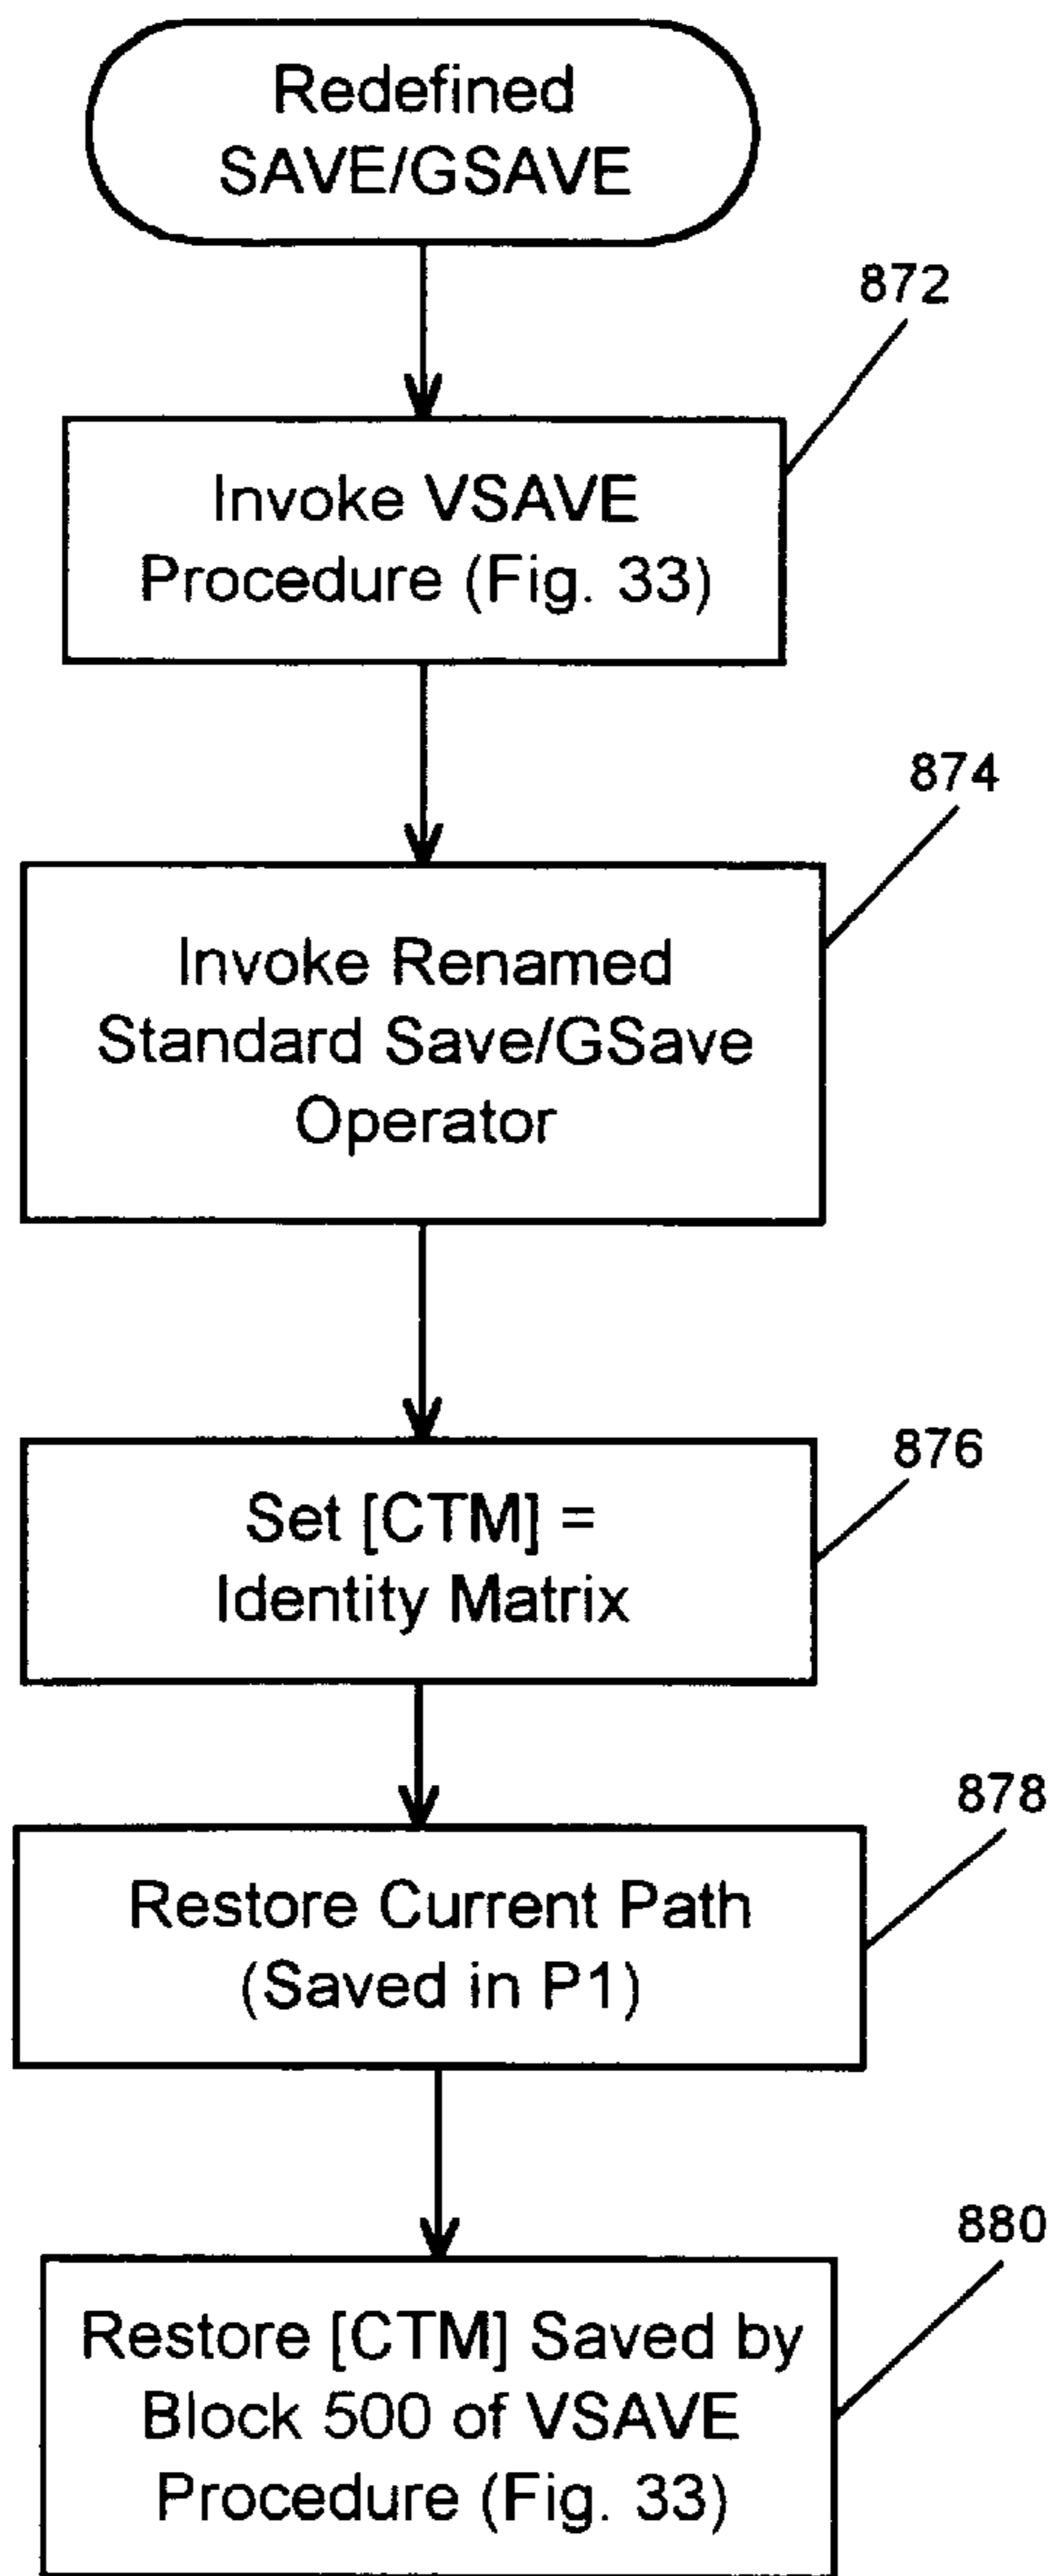 Redefined
SAVE/GSAVE
872
Invoke VSAVE
Procedure (Fig. 33)
874
Invoke Renamed
Standard Save/GSave
Operator
876
Set [CTM] =
Identity Matrix
878
Restore Current Path
(Saved in P1)
880
Restore [CTM] Saved by
Block 500 of VSAVE
Procedure (Fig. 33)